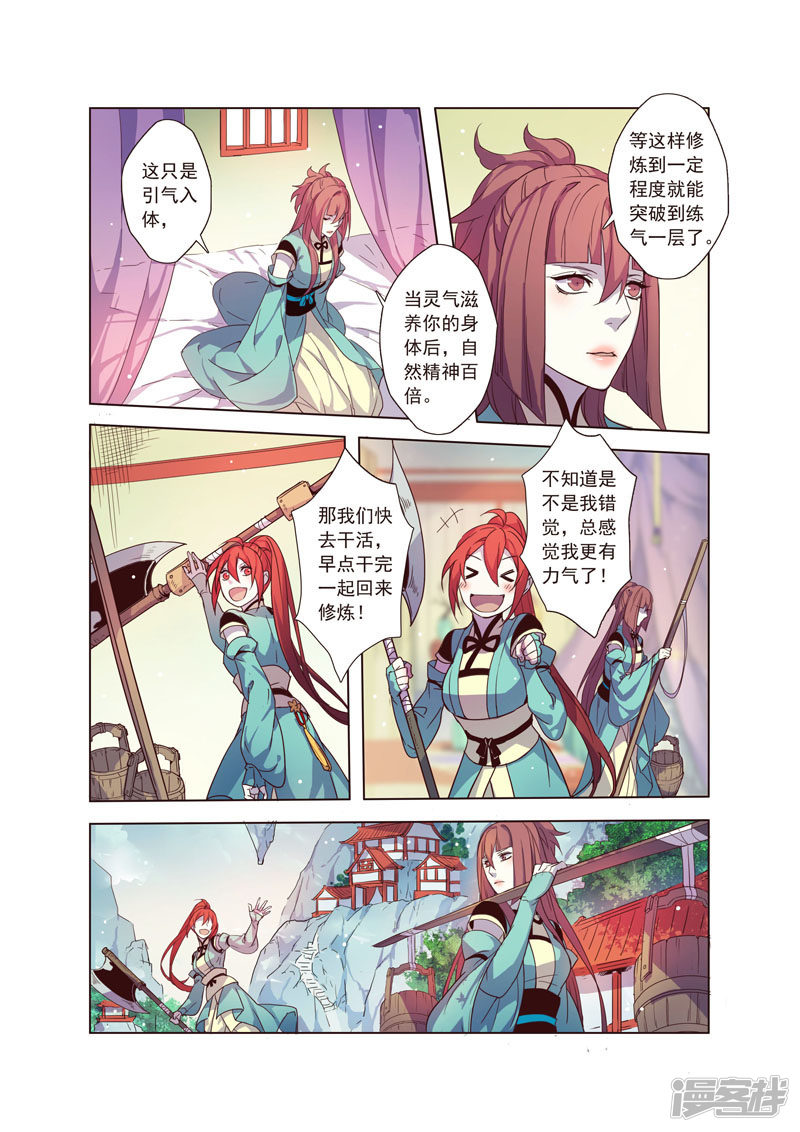 这只是
引气入
体，
等这样修
炼到一定
程度就能
突破到练
气一层了。
当灵气滋
养你的身
体后，自
然精神百
倍。
那我们快
去干活，
早点干完
一起回来
修炼！
不知道是
不是我错
觉，总感
觉我更有
力气了！
漫客栈